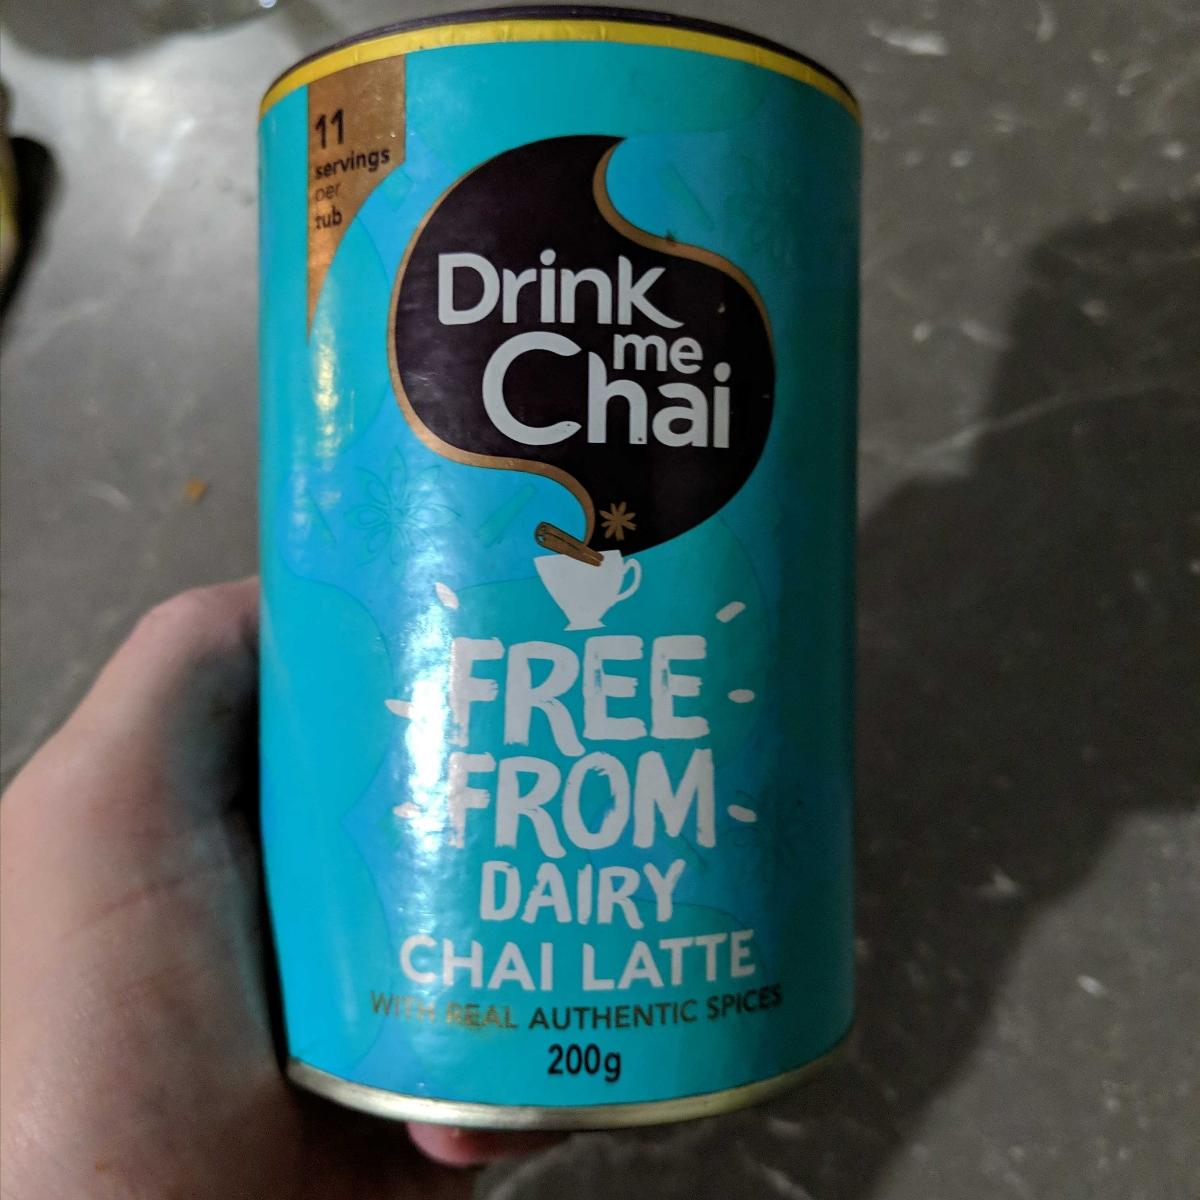 11
servings
per
tub
Drink
me
Chai
FREE
FROM
DAIRY
CHAI LATTE
WITH REAL AUTHENTIC SPICES
200g